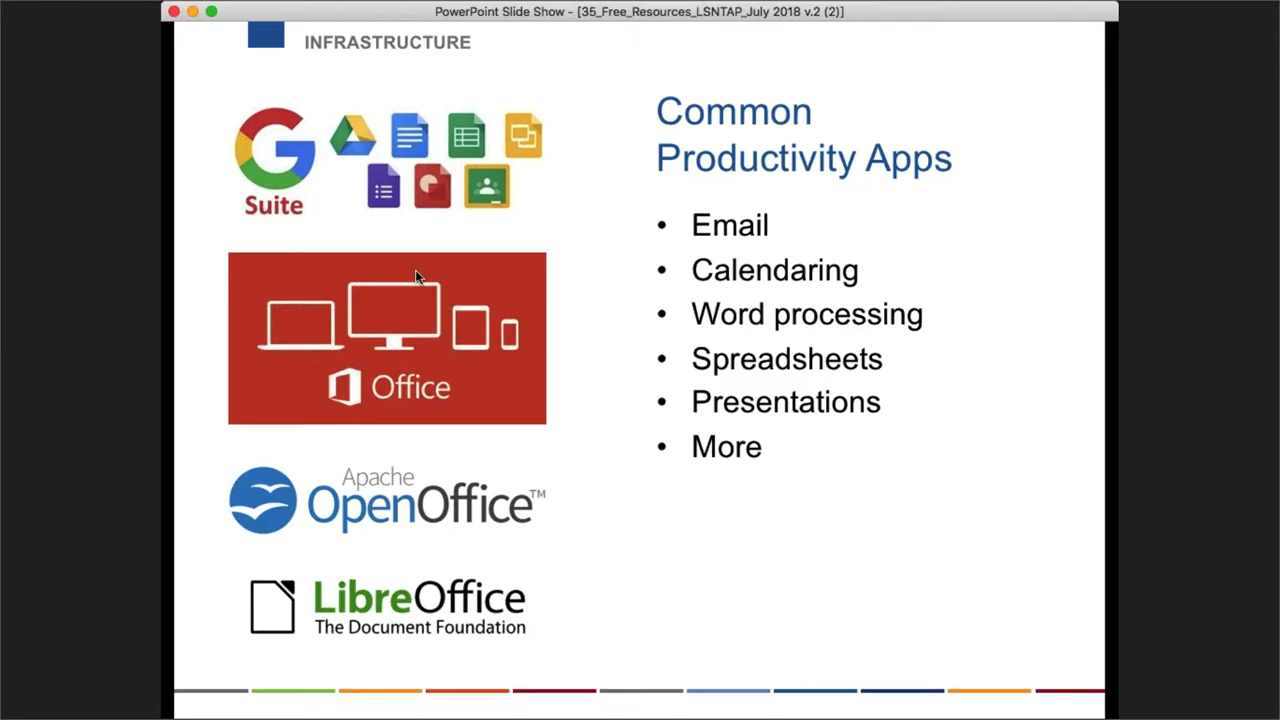 PowerPoint Slide Show - [35_Free_Resources_LSNTAP_July 2018 v.2 (2)]
INFRASTRUCTURE
G
Suite
Office
Apache
OpenOffice™
LibreOffice
The Document Foundation
Common
Productivity Apps
• Email
• Calendaring
• Word processing
• Spreadsheets
• Presentations
• More